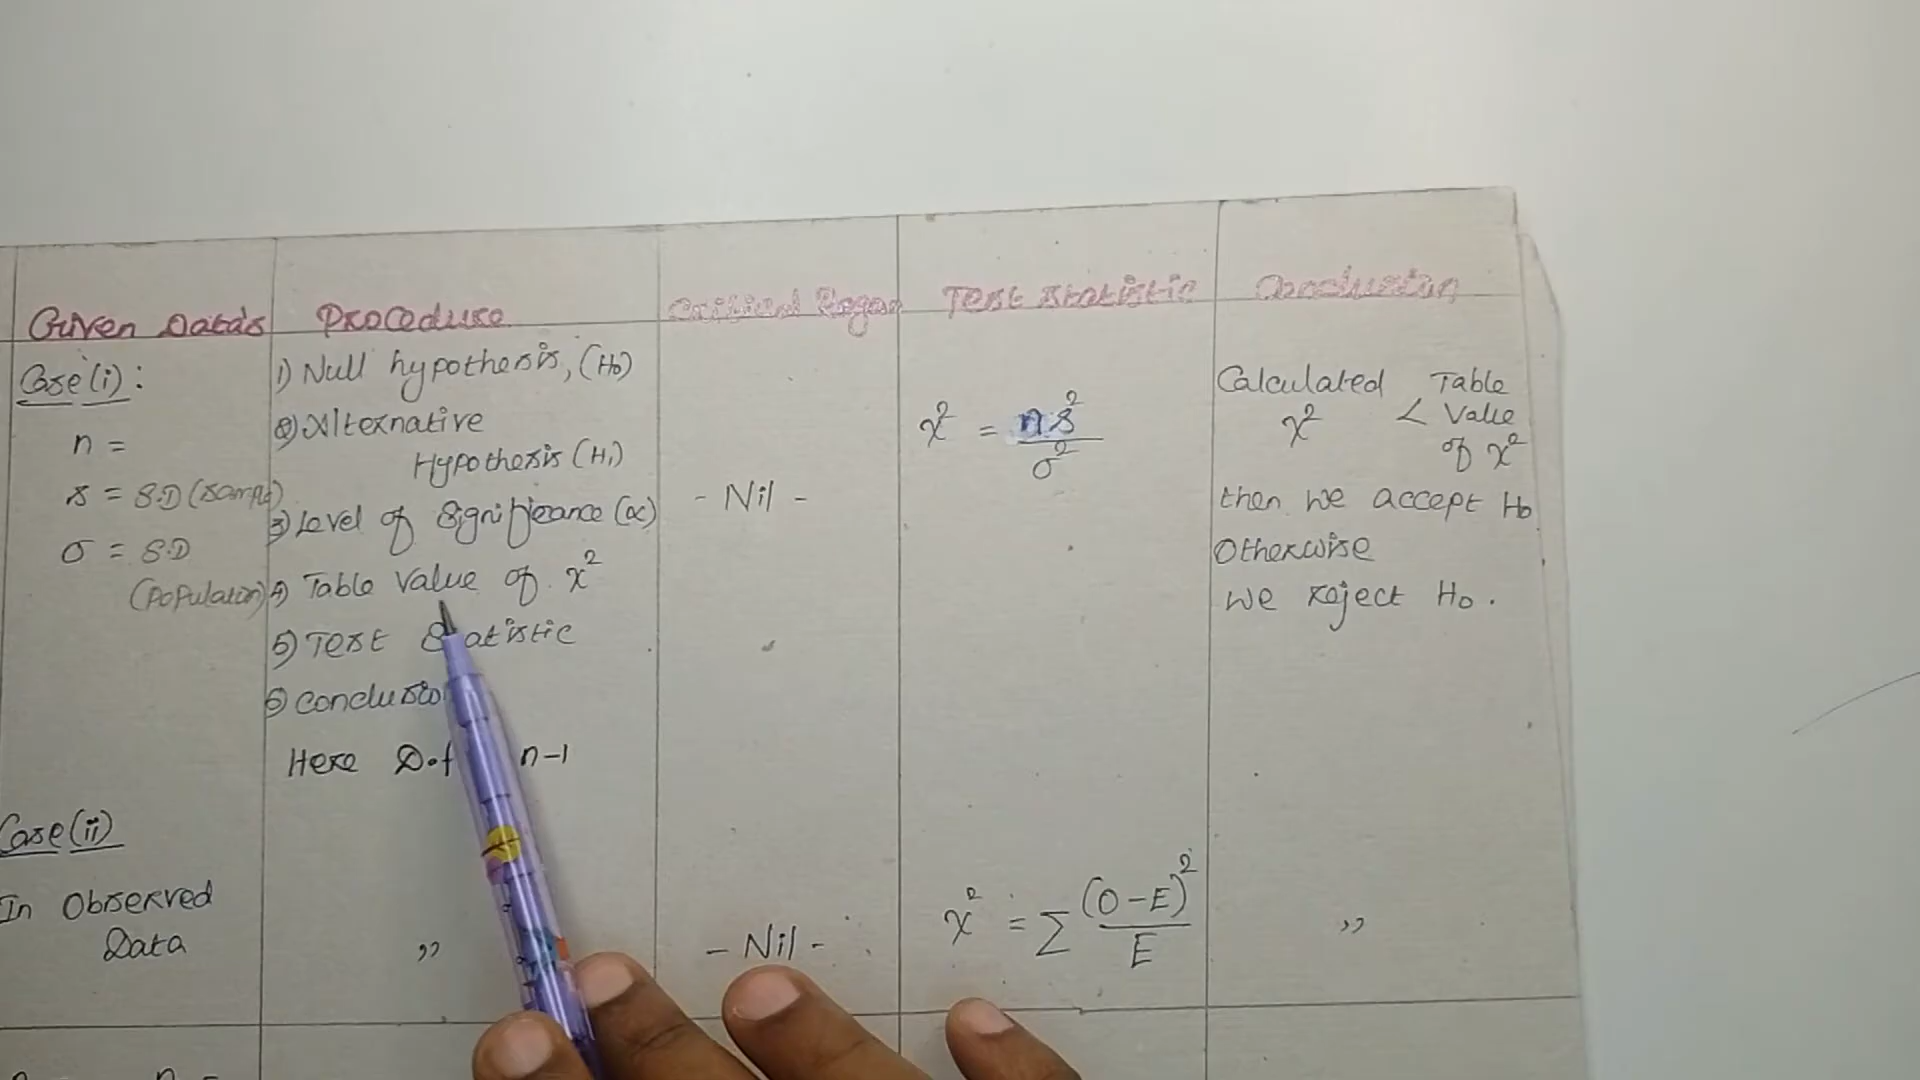 Given Data's
Procedure
Critical Region
Test Statistic
Conclusion
Case(i):
n =
s = S.D (Sample)
σ = S.D
(Population)
1) Null hypothesis, (H₀)
2) Alternative
Hypothesis (H₁)
3) Level of Significance (α)
4) Table value of χ²
5) Test Statistic
6) Conclusio
Here D.f n-1
- Nil -
χ² = ns²/σ²
Calculated Table
χ² < Value
of χ²
then we accept H₀
Otherwise
we reject H₀.
Case(ii)
In Observed
Data
,,
- Nil -
χ² = Σ (O-E)²/E
,,